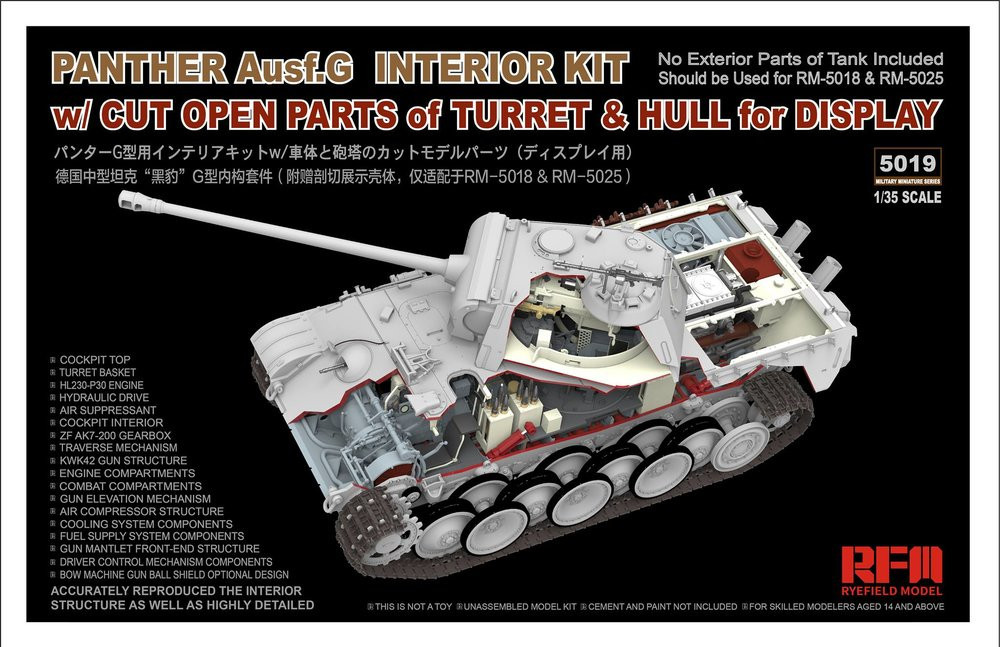 PANTHER Ausf.G INTERIOR KIT
No Exterior Parts of Tank Included
Should be Used for RM-5018 & RM-5025
w/ CUT OPEN PARTS of TURRET & HULL for DISPLAY
パンターG型用インテリアキットw/車体と砲塔のカットモデルパーツ（ディスプレイ用）
德国中型坦克“黑豹”G型内构套件（附赠剖切展示壳体，仅适配于RM-5018 & RM-5025）
5019
MILITARY MINIATURE SERIES
1/35 SCALE
COCKPIT TOP
TURRET BASKET
HL230-P30 ENGINE
HYDRAULIC DRIVE
AIR SUPPRESSANT
COCKPIT INTERIOR
ZF AK7-200 GEARBOX
TRAVERSE MECHANISM
KWK42 GUN STRUCTURE
ENGINE COMPARTMENTS
COMBAT COMPARTMENTS
GUN ELEVATION MECHANISM
AIR COMPRESSOR STRUCTURE
COOLING SYSTEM COMPONENTS
FUEL SUPPLY SYSTEM COMPONENTS
GUN MANTLET FRONT-END STRUCTURE
DRIVER CONTROL MECHANISM COMPONENTS
BOW MACHINE GUN BALL SHIELD OPTIONAL DESIGN
ACCURATELY REPRODUCED THE INTERIOR
STRUCTURE AS WELL AS HIGHLY DETAILED
RFM
RYEFIELD MODEL
THIS IS NOT A TOY UNASSEMBLED MODEL KIT CEMENT AND PAINT NOT INCLUDED FOR SKILLED MODELERS AGED 14 AND ABOVE